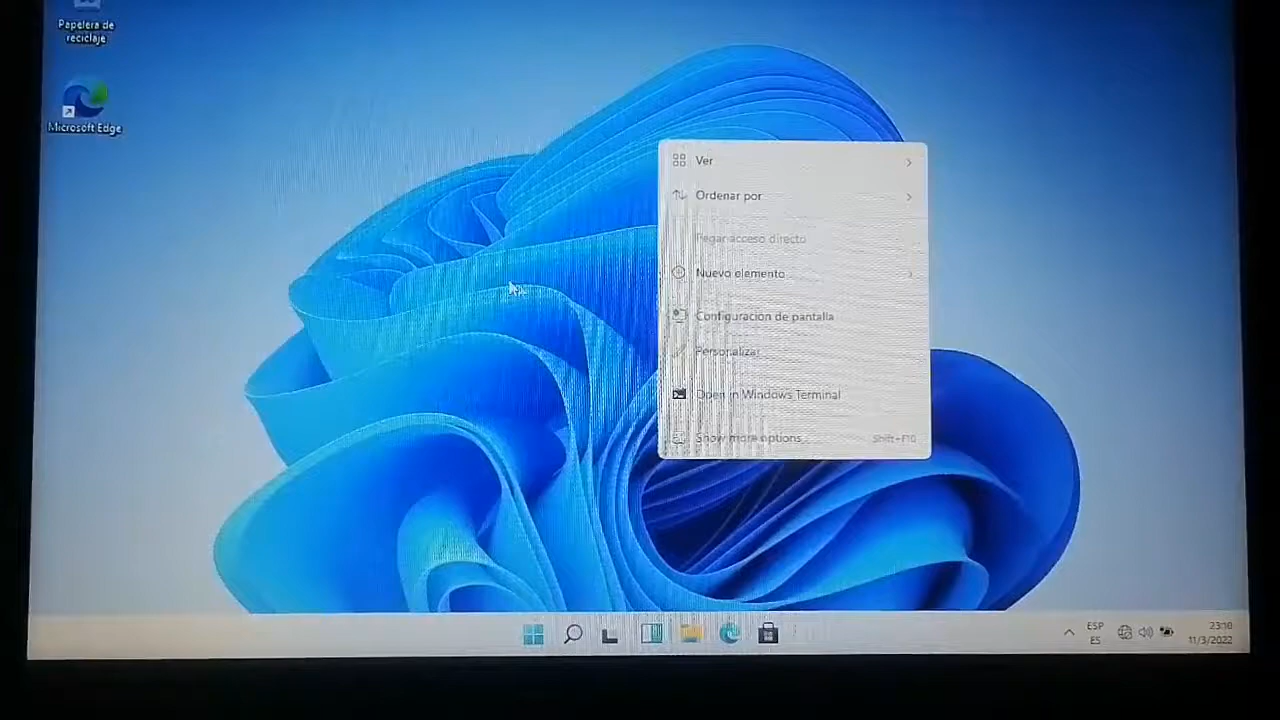 Papelera de
reciclaje
Microsoft Edge
Ver
Ordenar por
Pegar acceso directo
Nuevo elemento
Configuración de pantalla
Personalizar
Open in Windows Terminal
Show more options
Shift+F10
ESP
ES
23:10
11/3/2022